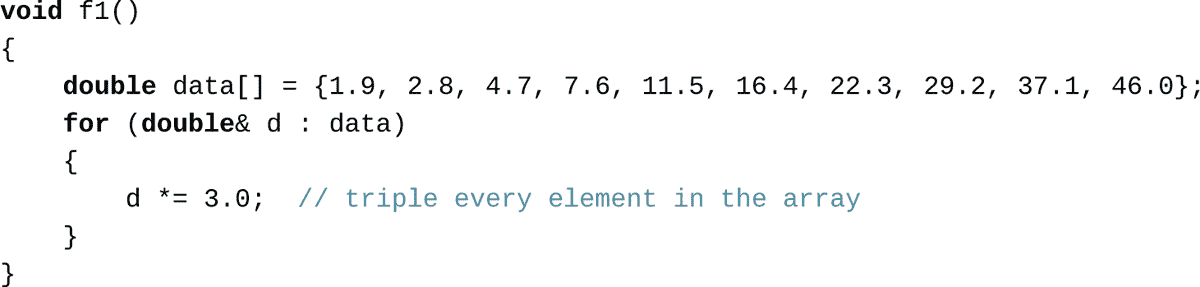 void f1()
{
    double data[] = {1.9, 2.8, 4.7, 7.6, 11.5, 16.4, 22.3, 29.2, 37.1, 46.0};
    for (double& d : data)
    {
        d *= 3.0;  // triple every element in the array
    }
}